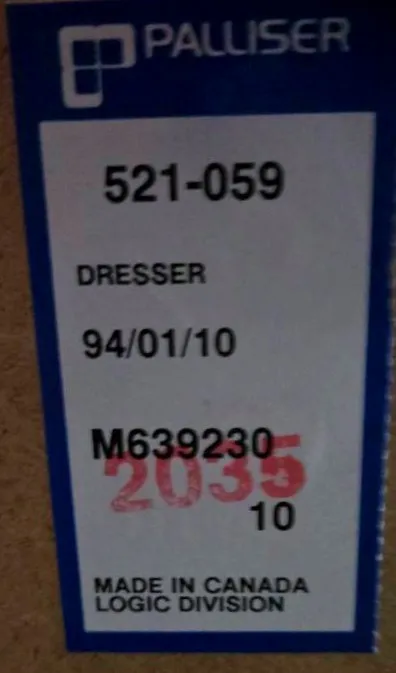 PALLISER
521-059
DRESSER
94/01/10
M639230
2035
10
MADE IN CANADA
LOGIC DIVISION